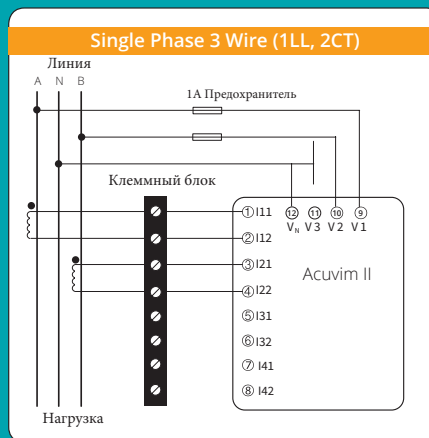 Single Phase 3 Wire (1LL, 2CT)
Линия
A N B
1А Предохранитель
Клеммный блок
① I11
② I12
③ I21
④ I22
⑤ I31
⑥ I32
⑦ I41
⑧ I42
⑫ ⑪ ⑩ ⑨
VN V3 V2 V1
Acuvim II
Нагрузка